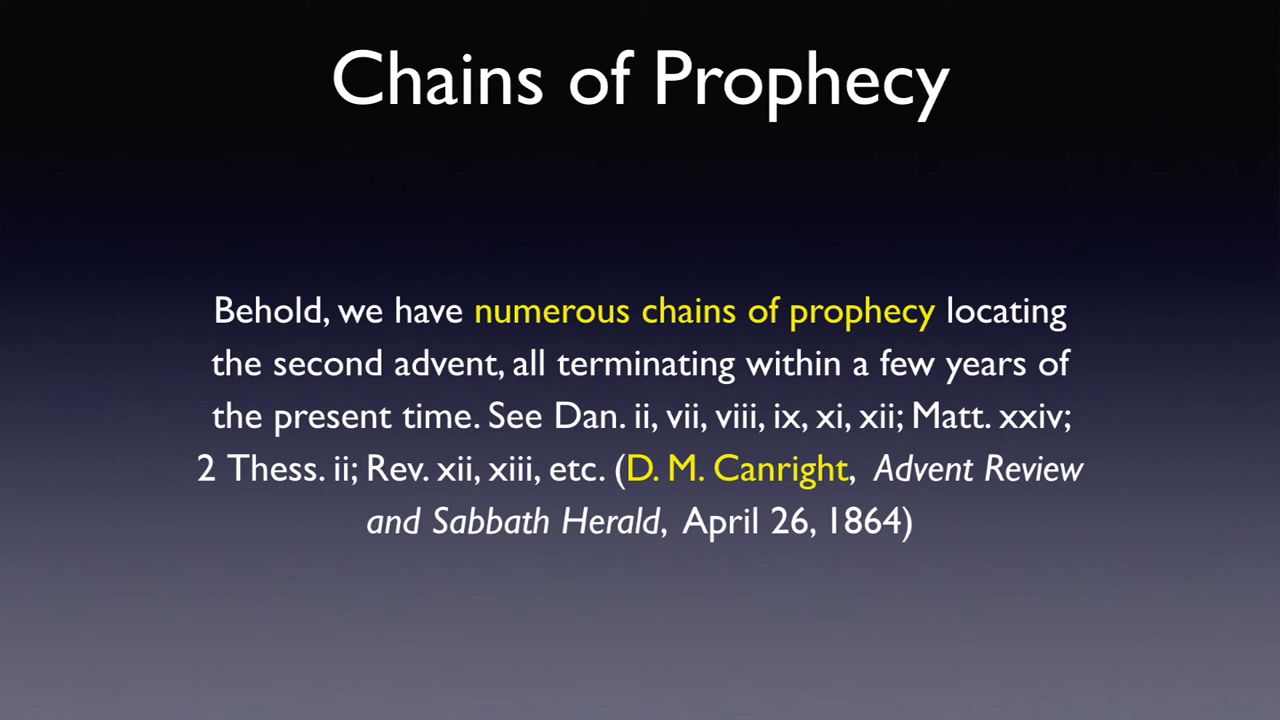 Chains of Prophecy
Behold, we have numerous chains of prophecy locating
the second advent, all terminating within a few years of
the present time. See Dan. ii, vii, viii, ix, xi, xii; Matt. xxiv;
2 Thess. ii; Rev. xii, xiii, etc. (D. M. Canright, Advent Review
and Sabbath Herald, April 26, 1864)